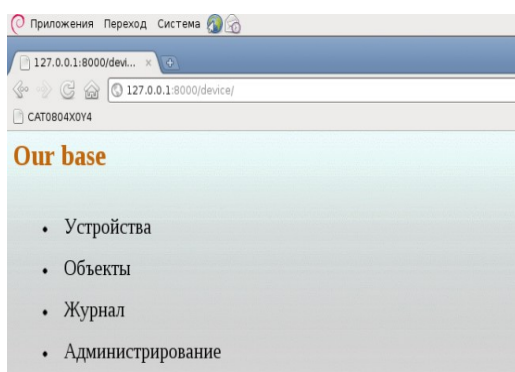 Приложения Переход Система
127.0.0.1:8000/devi...
127.0.0.1:8000/device/
CAT0804X0Y4
Our base
• Устройства
• Объекты
• Журнал
• Администрирование